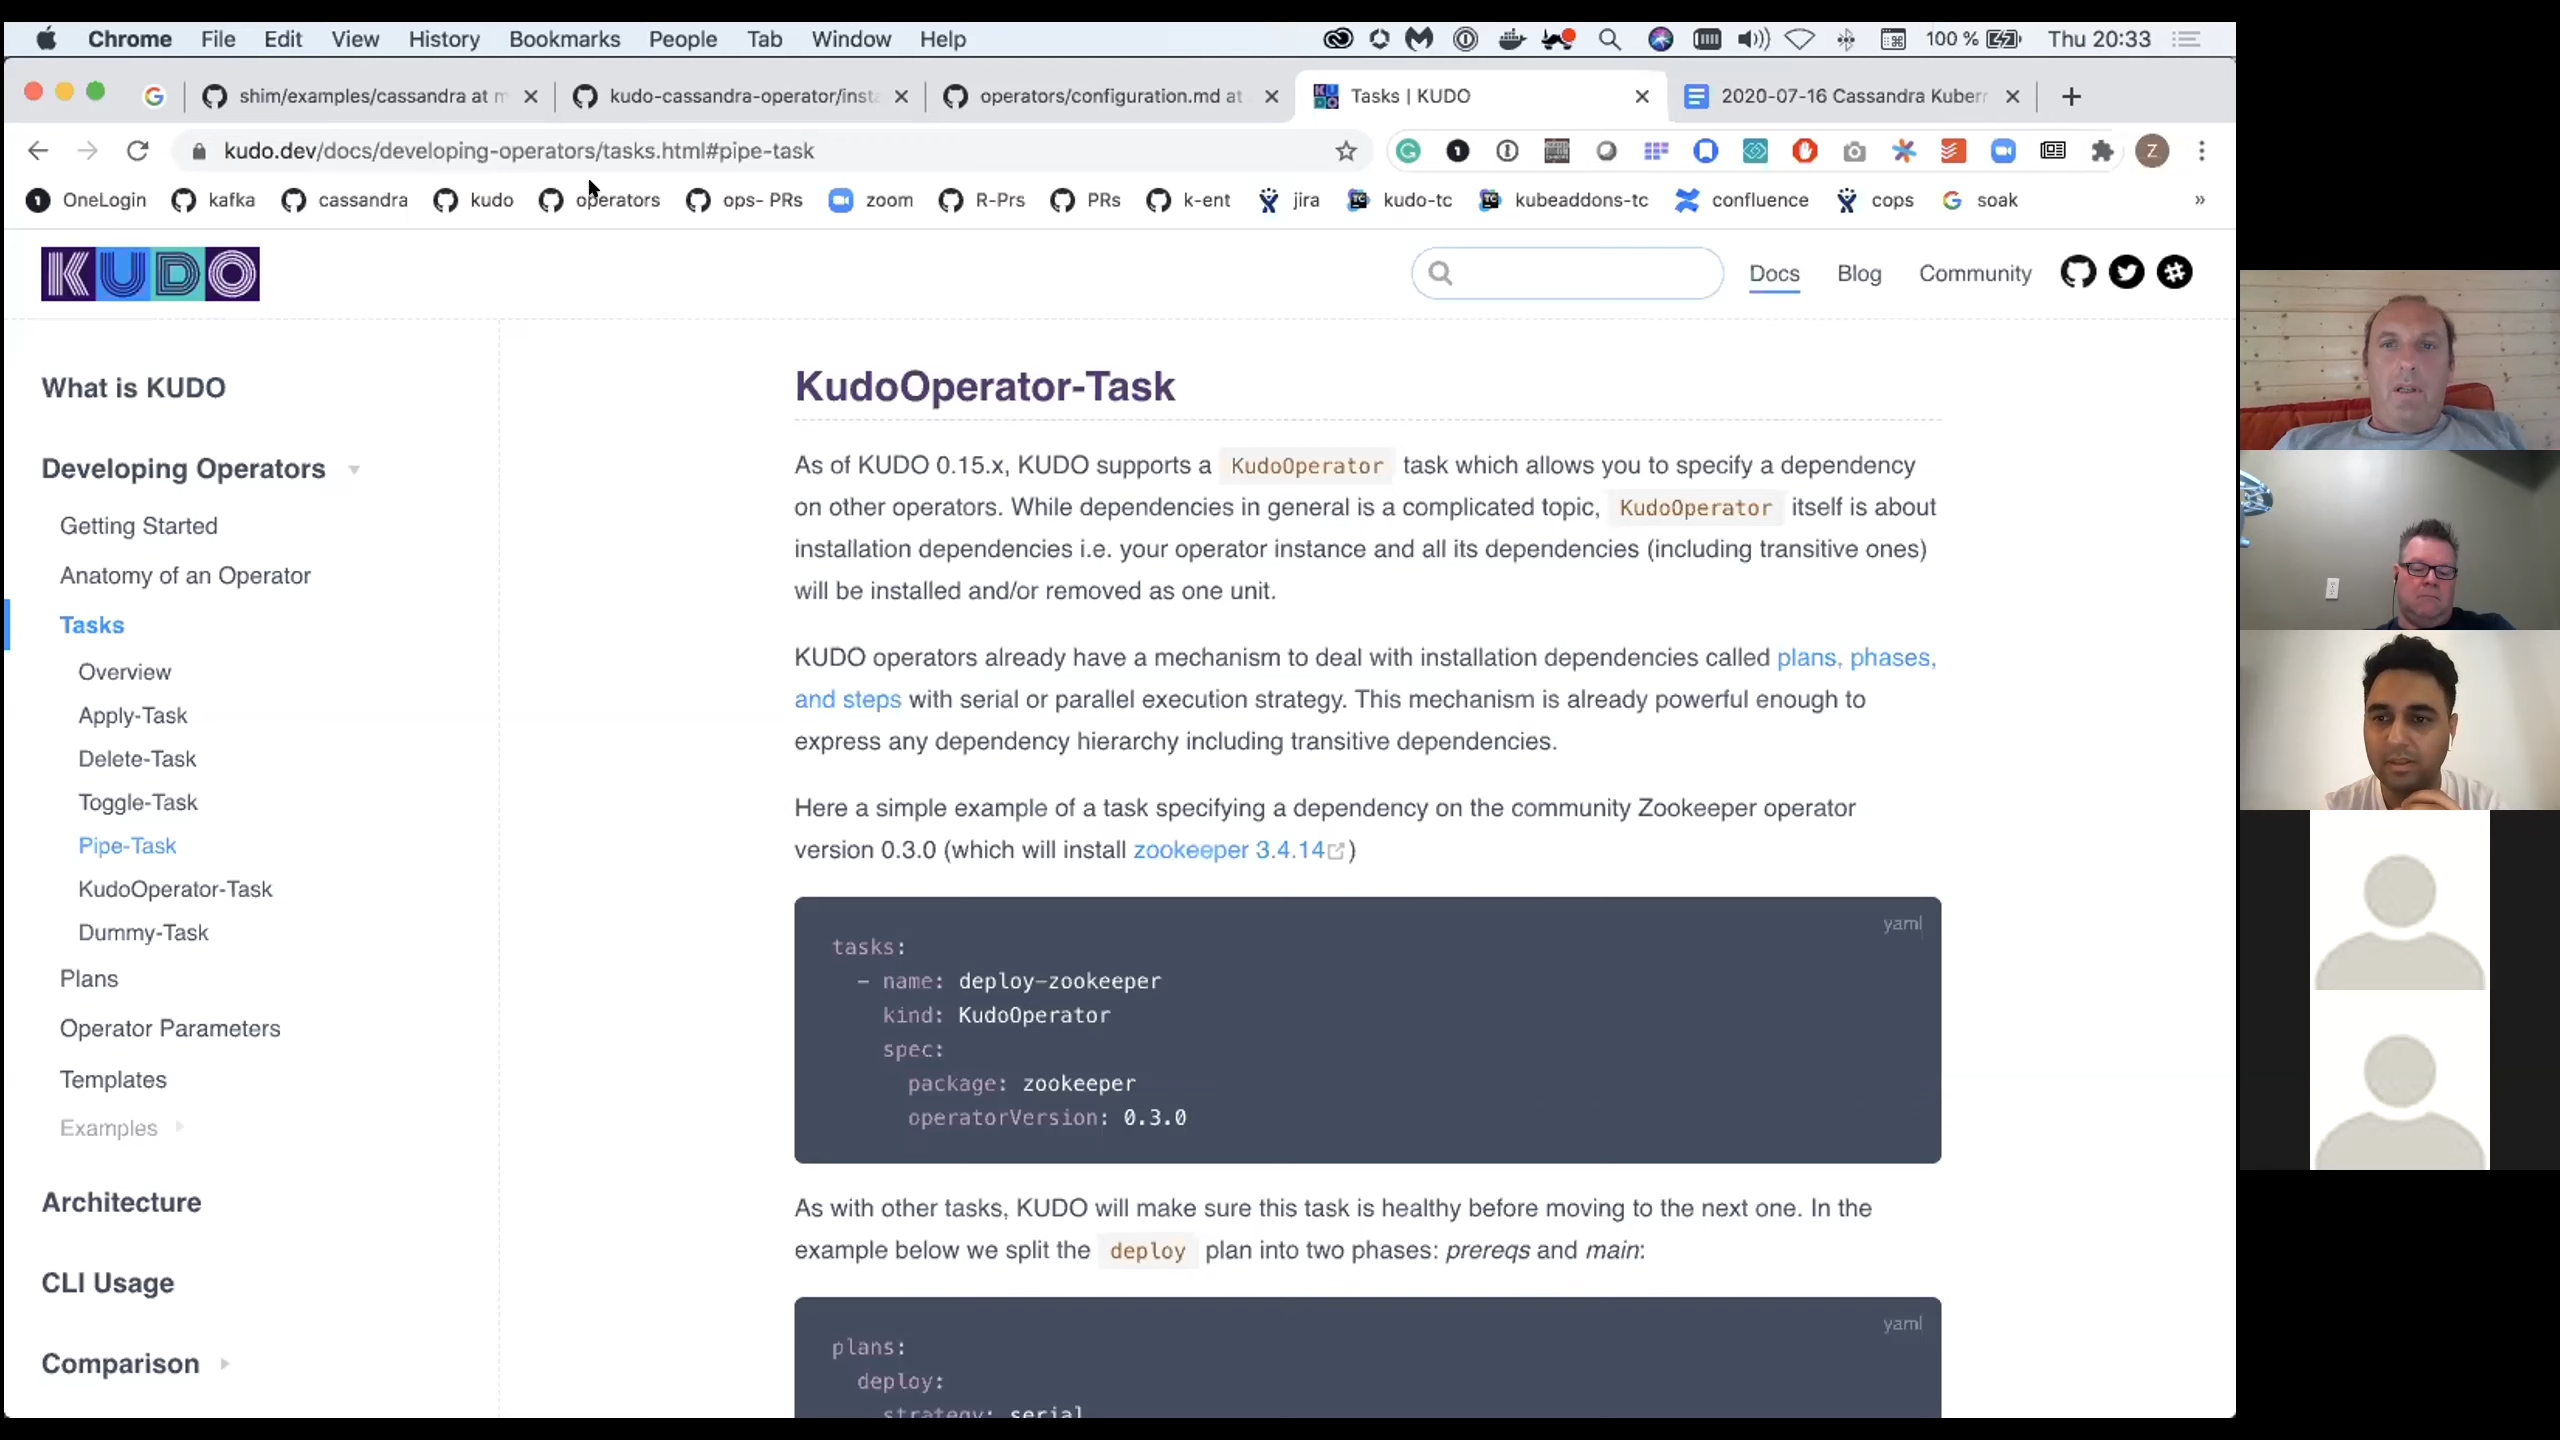 Chrome File Edit View History Bookmarks People Tab Window Help 100 % Thu 20:33
shim/examples/cassandra at m kudo-cassandra-operator/insta operators/configuration.md at Tasks | KUDO 2020-07-16 Cassandra Kubern
kudo.dev/docs/developing-operators/tasks.html#pipe-task
Z
OneLogin kafka cassandra kudo operators ops- PRs zoom R-Prs PRs k-ent jira kudo-tc kubeaddons-tc confluence cops soak »
KUDO
Docs Blog Community
What is KUDO
Developing Operators
Getting Started
Anatomy of an Operator
Tasks
Overview
Apply-Task
Delete-Task
Toggle-Task
Pipe-Task
KudoOperator-Task
Dummy-Task
Plans
Operator Parameters
Templates
Examples
Architecture
CLI Usage
Comparison
KudoOperator-Task
As of KUDO 0.15.x, KUDO supports a KudoOperator task which allows you to specify a dependency
on other operators. While dependencies in general is a complicated topic, KudoOperator itself is about
installation dependencies i.e. your operator instance and all its dependencies (including transitive ones)
will be installed and/or removed as one unit.
KUDO operators already have a mechanism to deal with installation dependencies called plans, phases,
and steps with serial or parallel execution strategy. This mechanism is already powerful enough to
express any dependency hierarchy including transitive dependencies.
Here a simple example of a task specifying a dependency on the community Zookeeper operator
version 0.3.0 (which will install zookeeper 3.4.14 )
yaml
tasks:
- name: deploy-zookeeper
kind: KudoOperator
spec:
package: zookeeper
operatorVersion: 0.3.0
As with other tasks, KUDO will make sure this task is healthy before moving to the next one. In the
example below we split the deploy plan into two phases: prereqs and main:
yaml
plans:
deploy:
strategy: serial